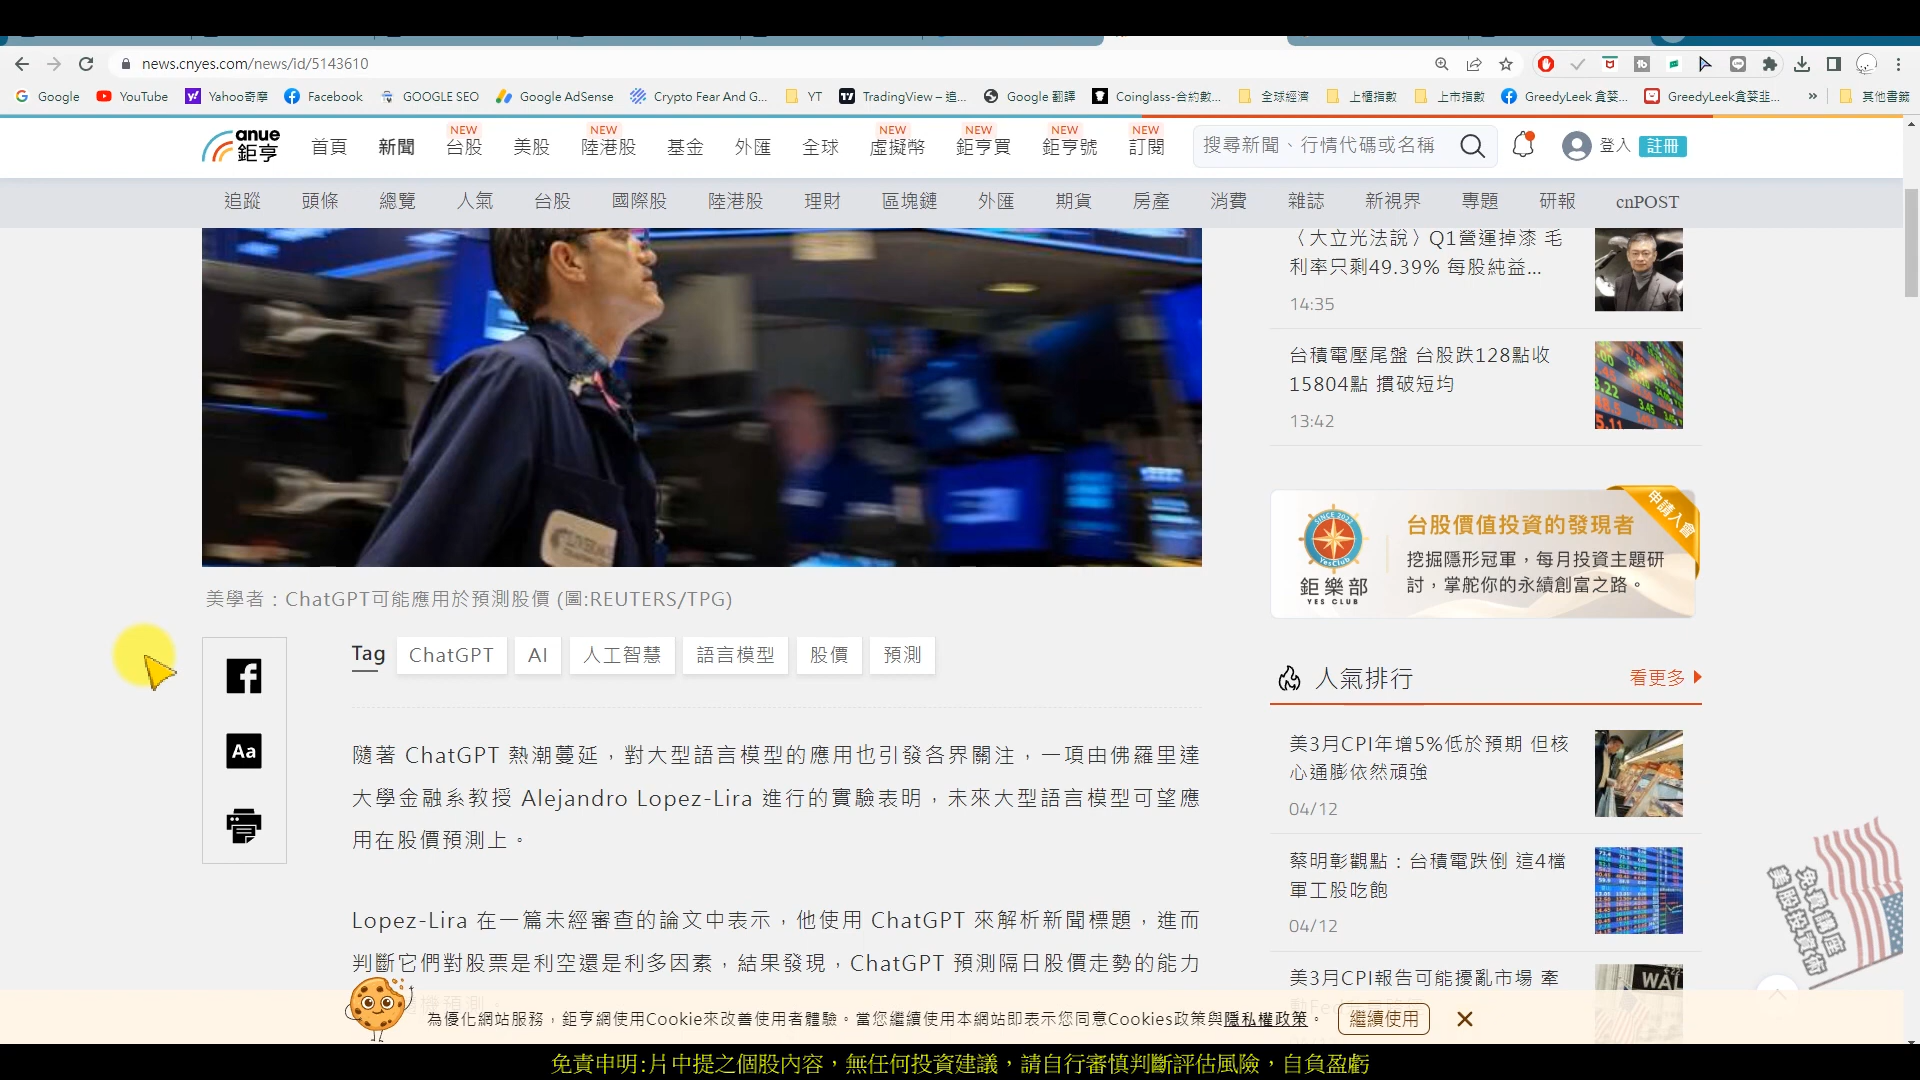 news.cnyes.com/news/id/5143610
Google YouTube Yahoo奇摩 Facebook GOOGLE SEO Google AdSense Crypto Fear And G... YT TradingView – 追... Google 翻譯 Coinglass-合約數... 全球經濟 上櫃指數 上市指數 GreedyLeek 貪婪... GreedyLeek貪婪韭... » 其他書籤
anue
鉅亨
首頁 新聞 NEW 台股 美股 NEW 陸港股 基金 外匯 全球 NEW 虛擬幣 NEW 鉅亨買 NEW 鉅亨號 NEW 訂閱 搜尋新聞、行情代碼或名稱 登入 註冊
追蹤 頭條 總覽 人氣 台股 國際股 陸港股 理財 區塊鏈 外匯 期貨 房產 消費 雜誌 新視界 專題 研報 cnPOST
〈大立光法說〉Q1營運掉漆 毛
利率只剩49.39% 每股純益...
14:35
台積電壓尾盤 台股跌128點收
15804點 摜破短均
13:42
申請入會
SINCE 2022
YesClub
鉅樂部
YES CLUB
台股價值投資的發現者
挖掘隱形冠軍，每月投資主題研
討，掌舵你的永續創富之路。
美學者：ChatGPT可能應用於預測股價 (圖:REUTERS/TPG)
Aa
Tag ChatGPT AI 人工智慧 語言模型 股價 預測
隨著 ChatGPT 熱潮蔓延，對大型語言模型的應用也引發各界關注，一項由佛羅里達
大學金融系教授 Alejandro Lopez-Lira 進行的實驗表明，未來大型語言模型可望應
用在股價預測上。
Lopez-Lira 在一篇未經審查的論文中表示，他使用 ChatGPT 來解析新聞標題，進而
判斷它們對股票是利空還是利多因素，結果發現，ChatGPT 預測隔日股價走勢的能力
人氣排行 看更多
美3月CPI年增5%低於預期 但核
心通膨依然頑強
04/12
蔡明彰觀點：台積電跌倒 這4檔
軍工股吃飽
04/12
美3月CPI報告可能擾亂市場 牽
WAL
免費講座
美股投資術
為優化網站服務，鉅亨網使用Cookie來改善使用者體驗。當您繼續使用本網站即表示您同意Cookies政策與隱私權政策。 繼續使用
免責申明:片中提之個股內容，無任何投資建議，請自行審慎判斷評估風險，自負盈虧